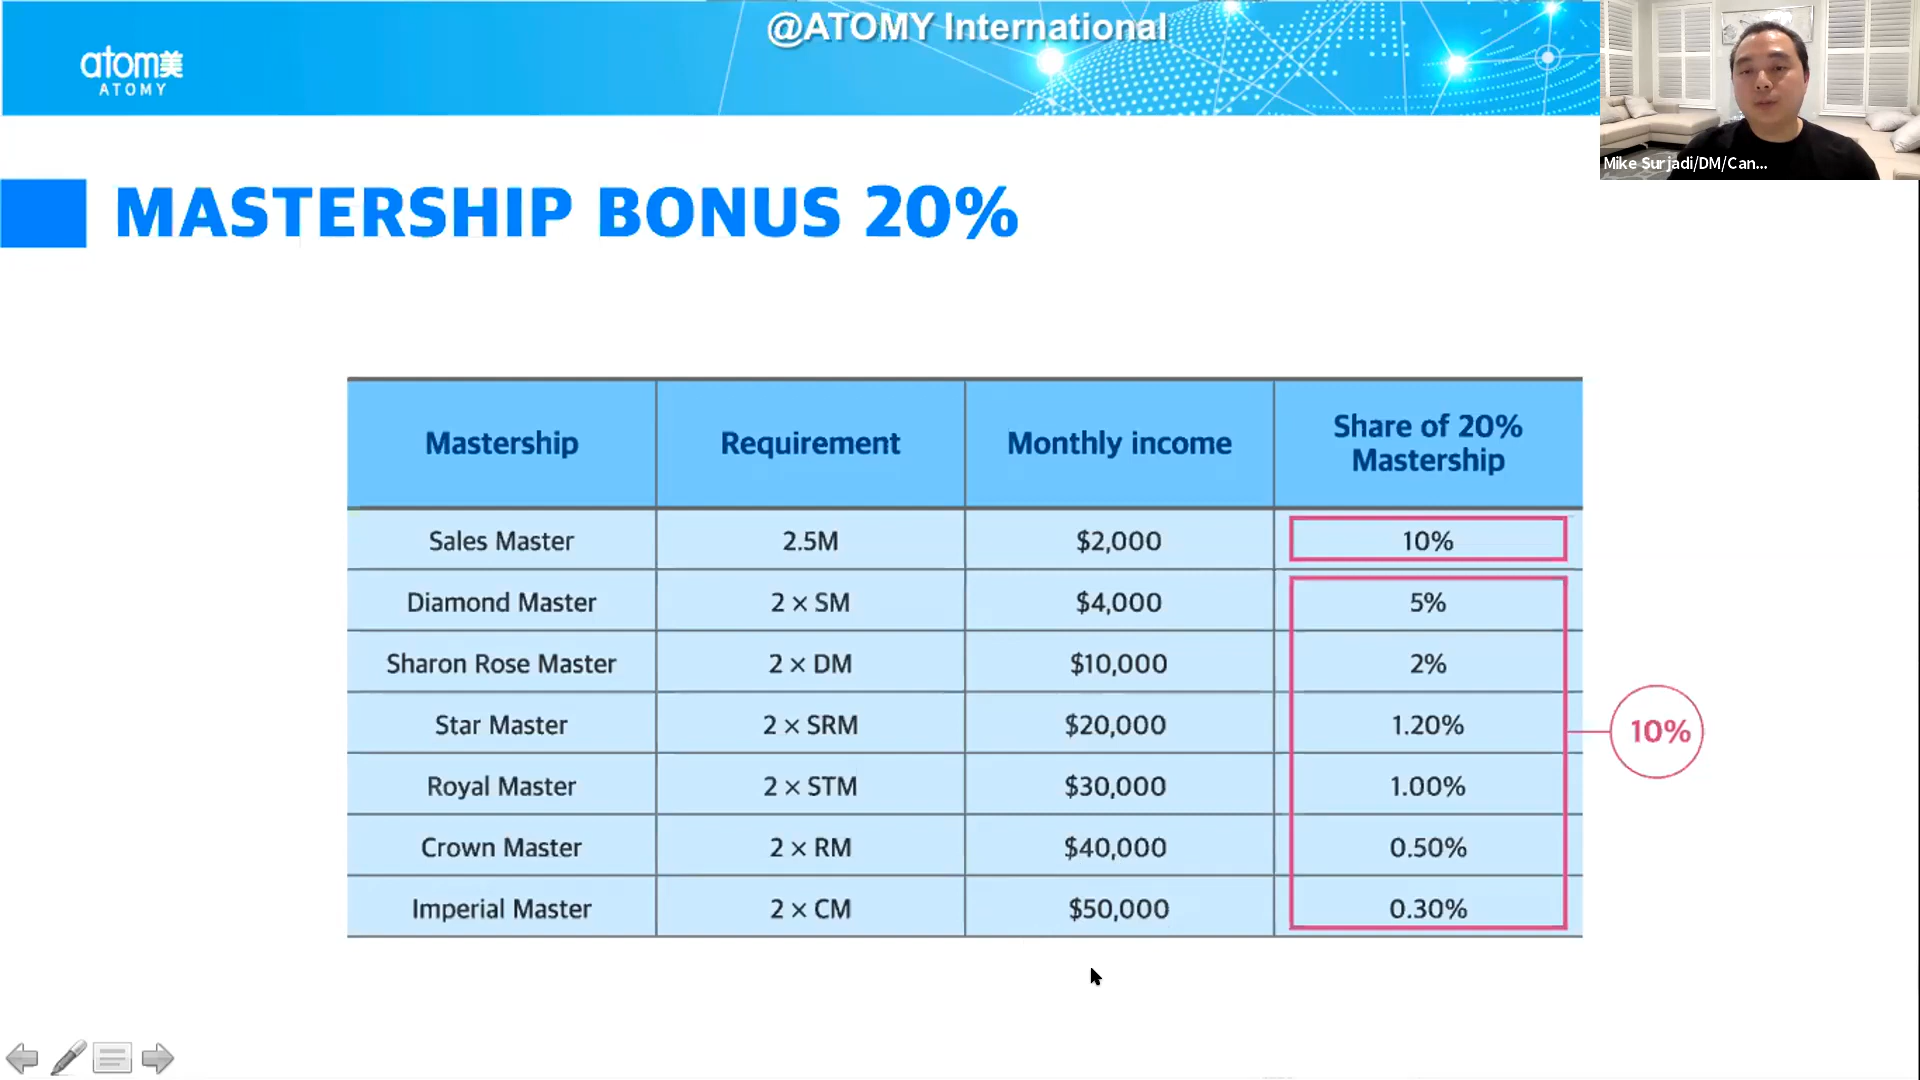 @ATOMY International
atom美
ATOMY
Mike Surjadi/DM/Can...
MASTERSHIP BONUS 20%
Mastership Requirement Monthly income Share of 20% Mastership
Sales Master 2.5M $2,000 10%
Diamond Master 2 × SM $4,000 5%
Sharon Rose Master 2 × DM $10,000 2%
Star Master 2 × SRM $20,000 1.20%
10%
Royal Master 2 × STM $30,000 1.00%
Crown Master 2 × RM $40,000 0.50%
Imperial Master 2 × CM $50,000 0.30%